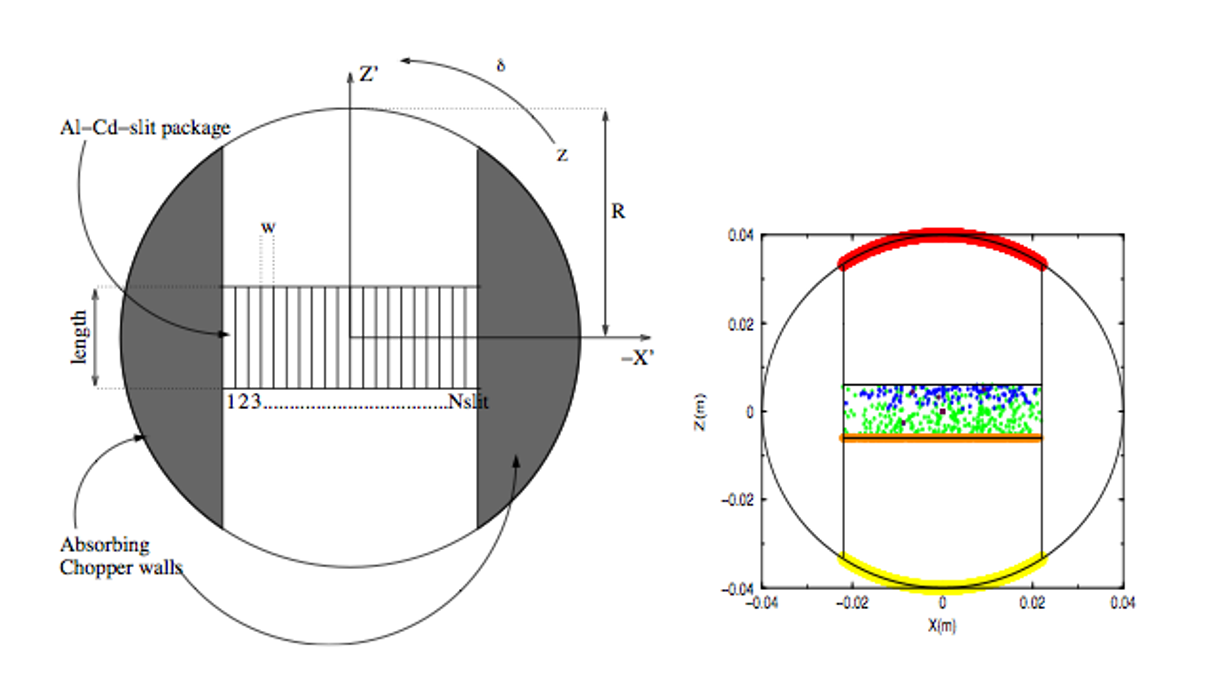 δ
Z'
Al-Cd-slit package
Z
R
w
length
-X'
123......................................Nslit
Absorbing
Chopper walls
0.04
0.02
0
-0.02
-0.04
Z(m)
-0.04 -0.02 0 0.02 0.04
X(m)